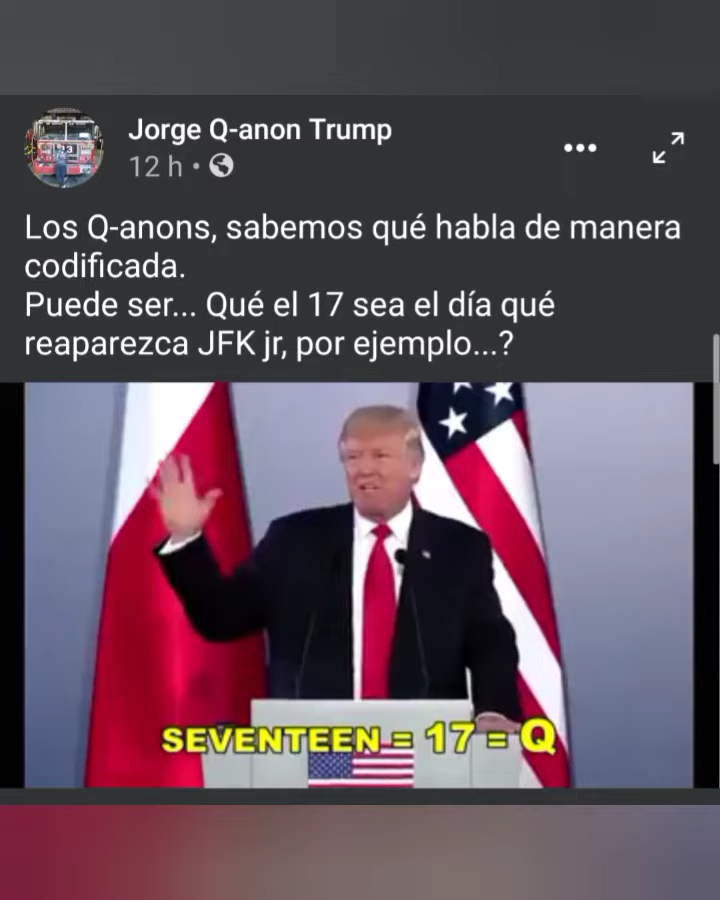 Jorge Q-anon Trump
12 h
Los Q-anons, sabemos qué habla de manera
codificada.
Puede ser... Qué el 17 sea el día qué
reaparezca JFK jr, por ejemplo...?
SEVENTEEN = 17 = Q